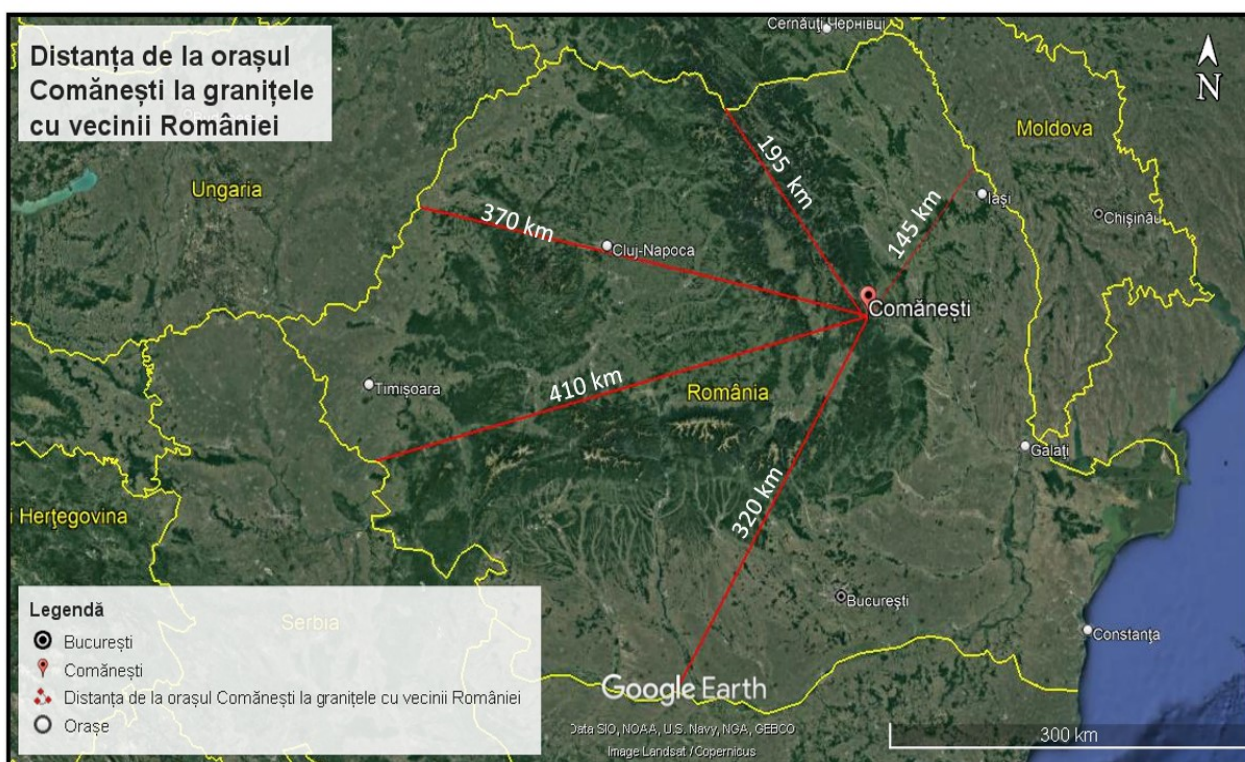 Distanța de la orașul
Comănești la granițele
cu vecinii României
Cernăuți Чернівці
N
Moldova
Ungaria
195 km
145 km
Iași
Chișinău
370 km
Cluj-Napoca
Comănești
410 km
Timișoara
România
Galați
320 km
i Herțegovina
București
Constanța
Serbia
Legendă
București
Comănești
Distanța de la orașul Comănești la granițele cu vecinii României
Orașe
Google Earth
Data SIO, NOAA, U.S. Navy, NGA, GEBCO
Image Landsat / Copernicus
300 km